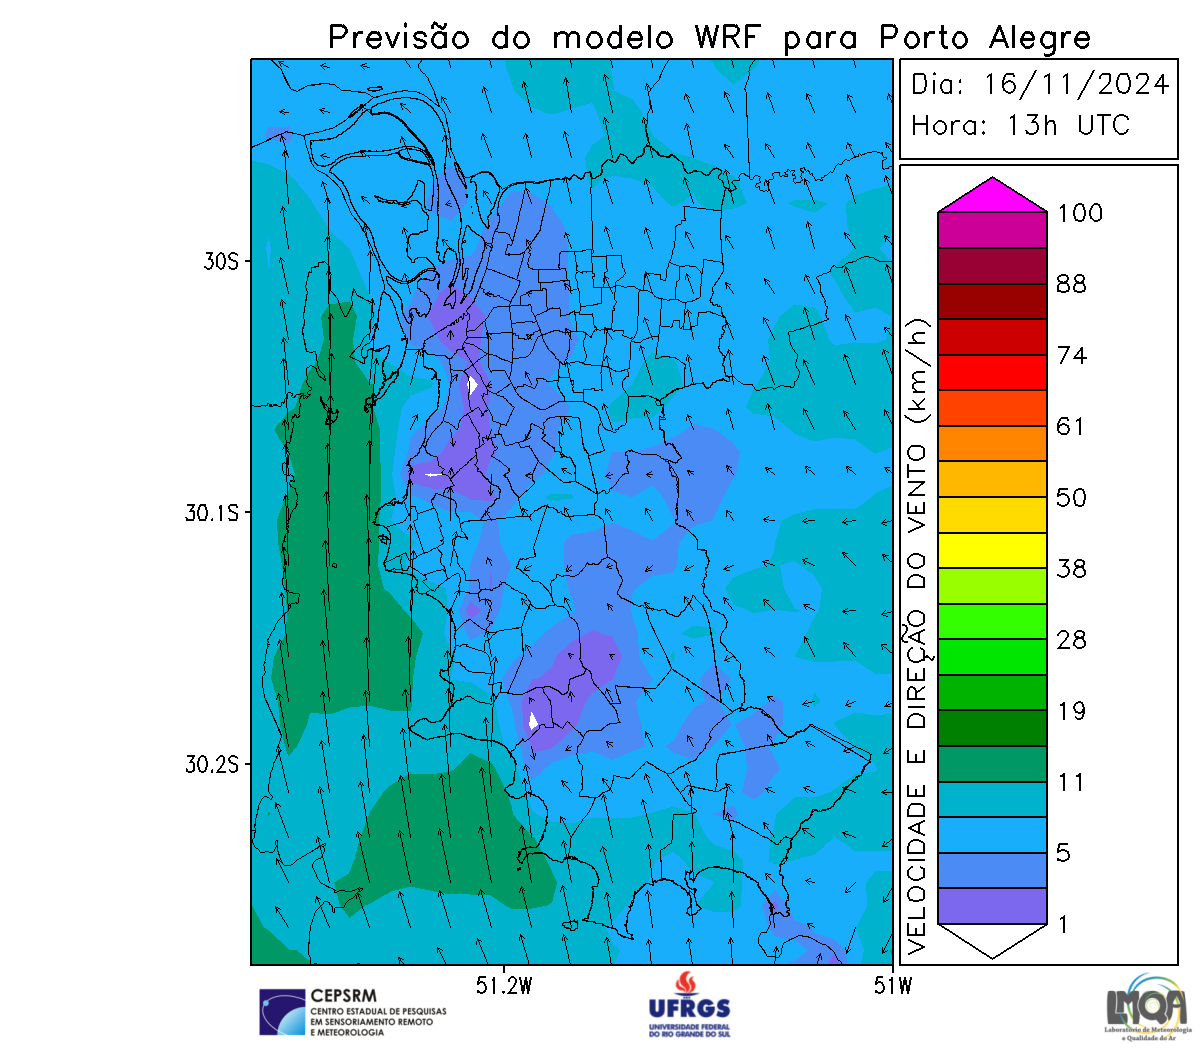 Previsão do modelo WRF para Porto Alegre
Dia: 16/11/2024
Hora: 13h UTC
30S
30.1S
30.2S
51.2W
51W
VELOCIDADE E DIREÇÃO DO VENTO (km/h)
100
88
74
61
50
38
28
19
11
5
1
CEPSRM
CENTRO ESTADUAL DE PESQUISAS
EM SENSORIAMENTO REMOTO
E METEOROLOGIA
UFRGS
UNIVERSIDADE FEDERAL
DO RIO GRANDE DO SUL
LMQA
Laboratório de Meteorologia
e Qualidade do Ar